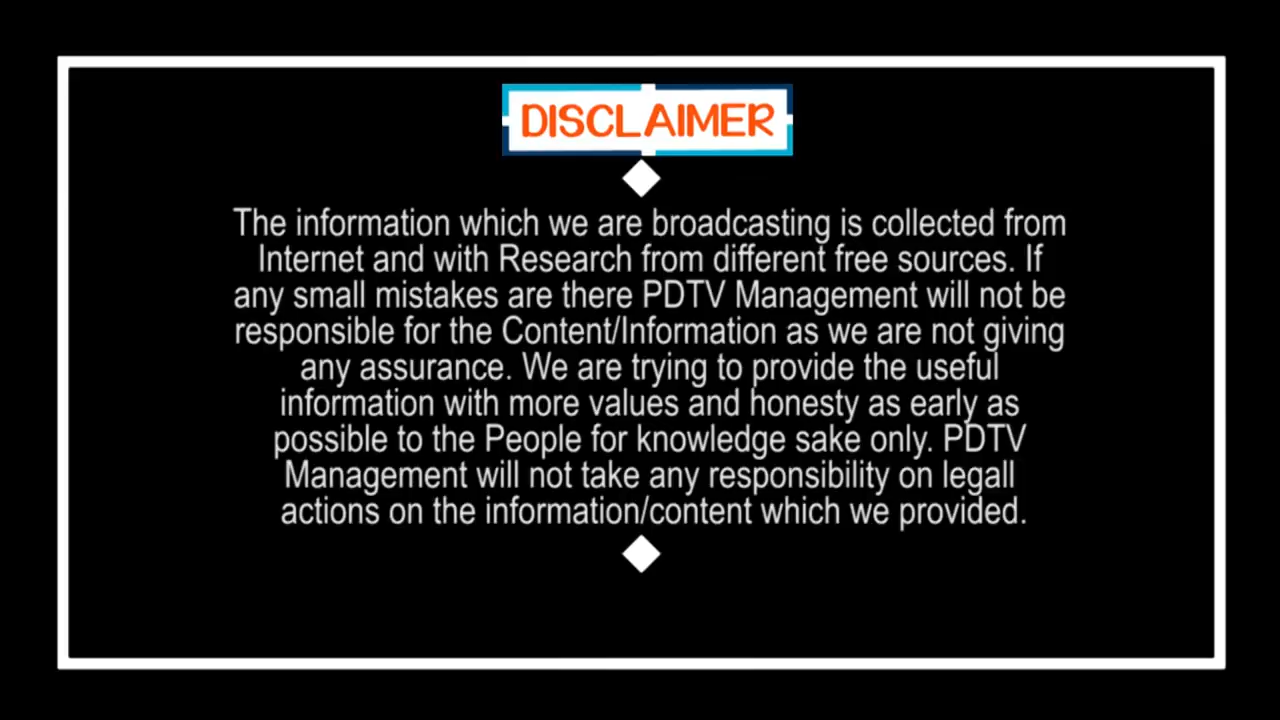 DISCLAIMER
The information which we are broadcasting is collected from
Internet and with Research from different free sources. If
any small mistakes are there PDTV Management will not be
responsible for the Content/Information as we are not giving
any assurance. We are trying to provide the useful
information with more values and honesty as early as
possible to the People for knowledge sake only. PDTV
Management will not take any responsibility on legall
actions on the information/content which we provided.